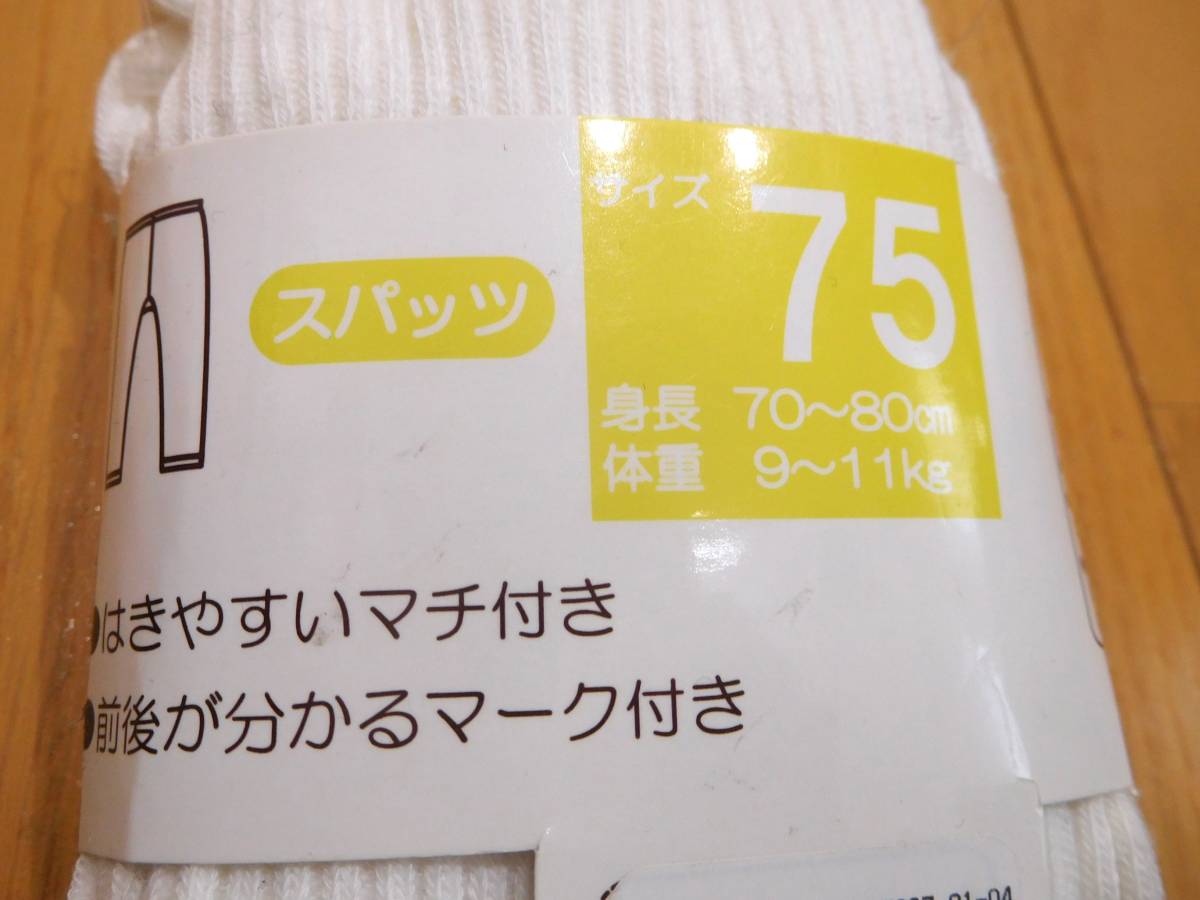 サイズ 75
スパッツ
身長 70～80cm
体重 9～11kg
●はきやすいマチ付き
●前後が分かるマーク付き